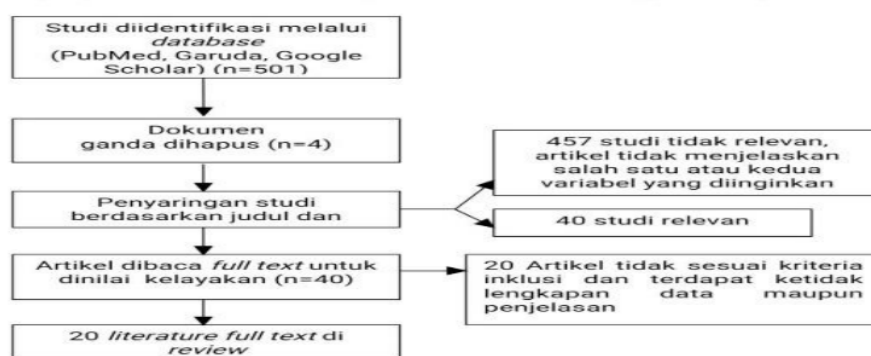 Studi diidentifikasi melalui
database
(PubMed, Garuda, Google
Scholar) (n=501)
Dokumen
ganda dihapus (n=4)
457 studi tidak relevan,
artikel tidak menjelaskan
salah satu atau kedua
variabel yang diinginkan
Penyaringan studi
berdasarkan judul dan
40 studi relevan
Artikel dibaca full text untuk
dinilai kelayakan (n=40)
20 Artikel tidak sesuai kriteria
inklusi dan terdapat ketidak
lengkapan data maupun
penjelasan
20 literature full text di
review